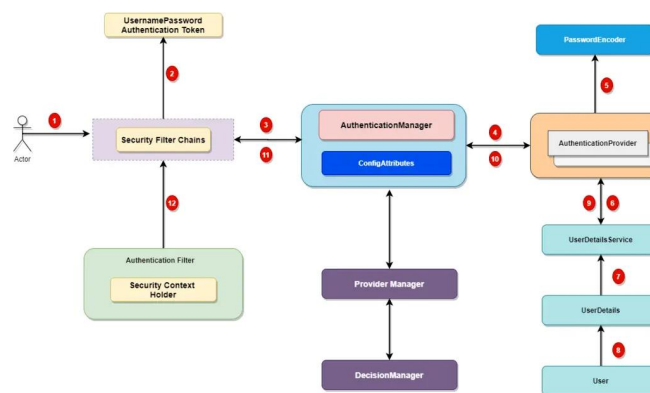 UsernamePassword
Authentication Token
PasswordEncoder
2
5
1
3
4
AuthenticationManager
Security Filter Chains
AuthenticationProvider
Actor
11
10
ConfigAttributes
12
9
6
UserDetailsService
Authentication Filter
7
Security Context
Holder
Provider Manager
UserDetails
8
DecisionManager
User